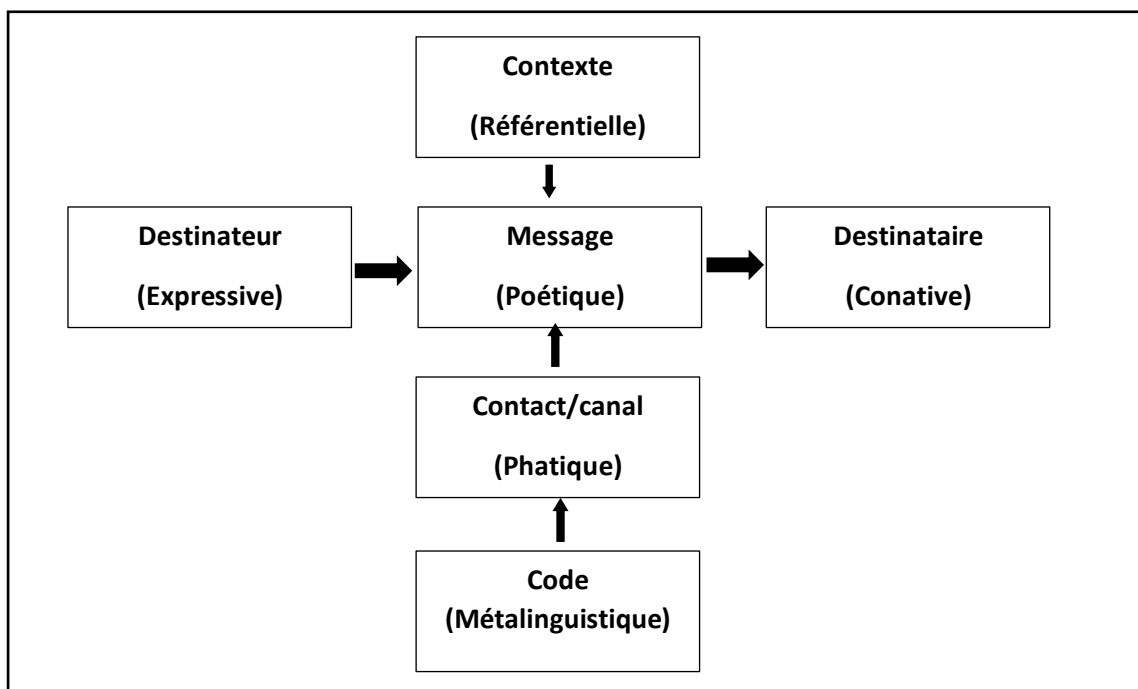 Contexte
(Référentielle)
Destinateur
(Expressive)
Message
(Poétique)
Destinataire
(Conative)
Contact/canal
(Phatique)
Code
(Métalinguistique)